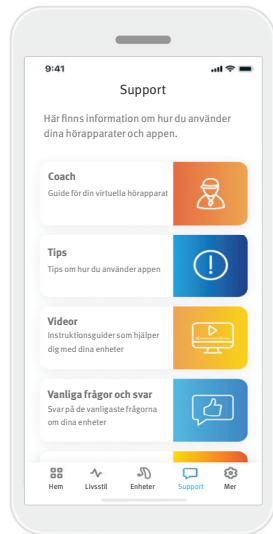 9:41
Support
Här finns information om hur du använder
dina hörapparater och appen.
Coach
Guide för din virtuella hörapparat
Tips
Tips om hur du använder appen
Videor
Instruktionsguider som hjälper
dig med dina enheter
Vanliga frågor och svar
Svar på de vanligaste frågorna
om dina enheter
Hem Livsstil Enheter Support Mer